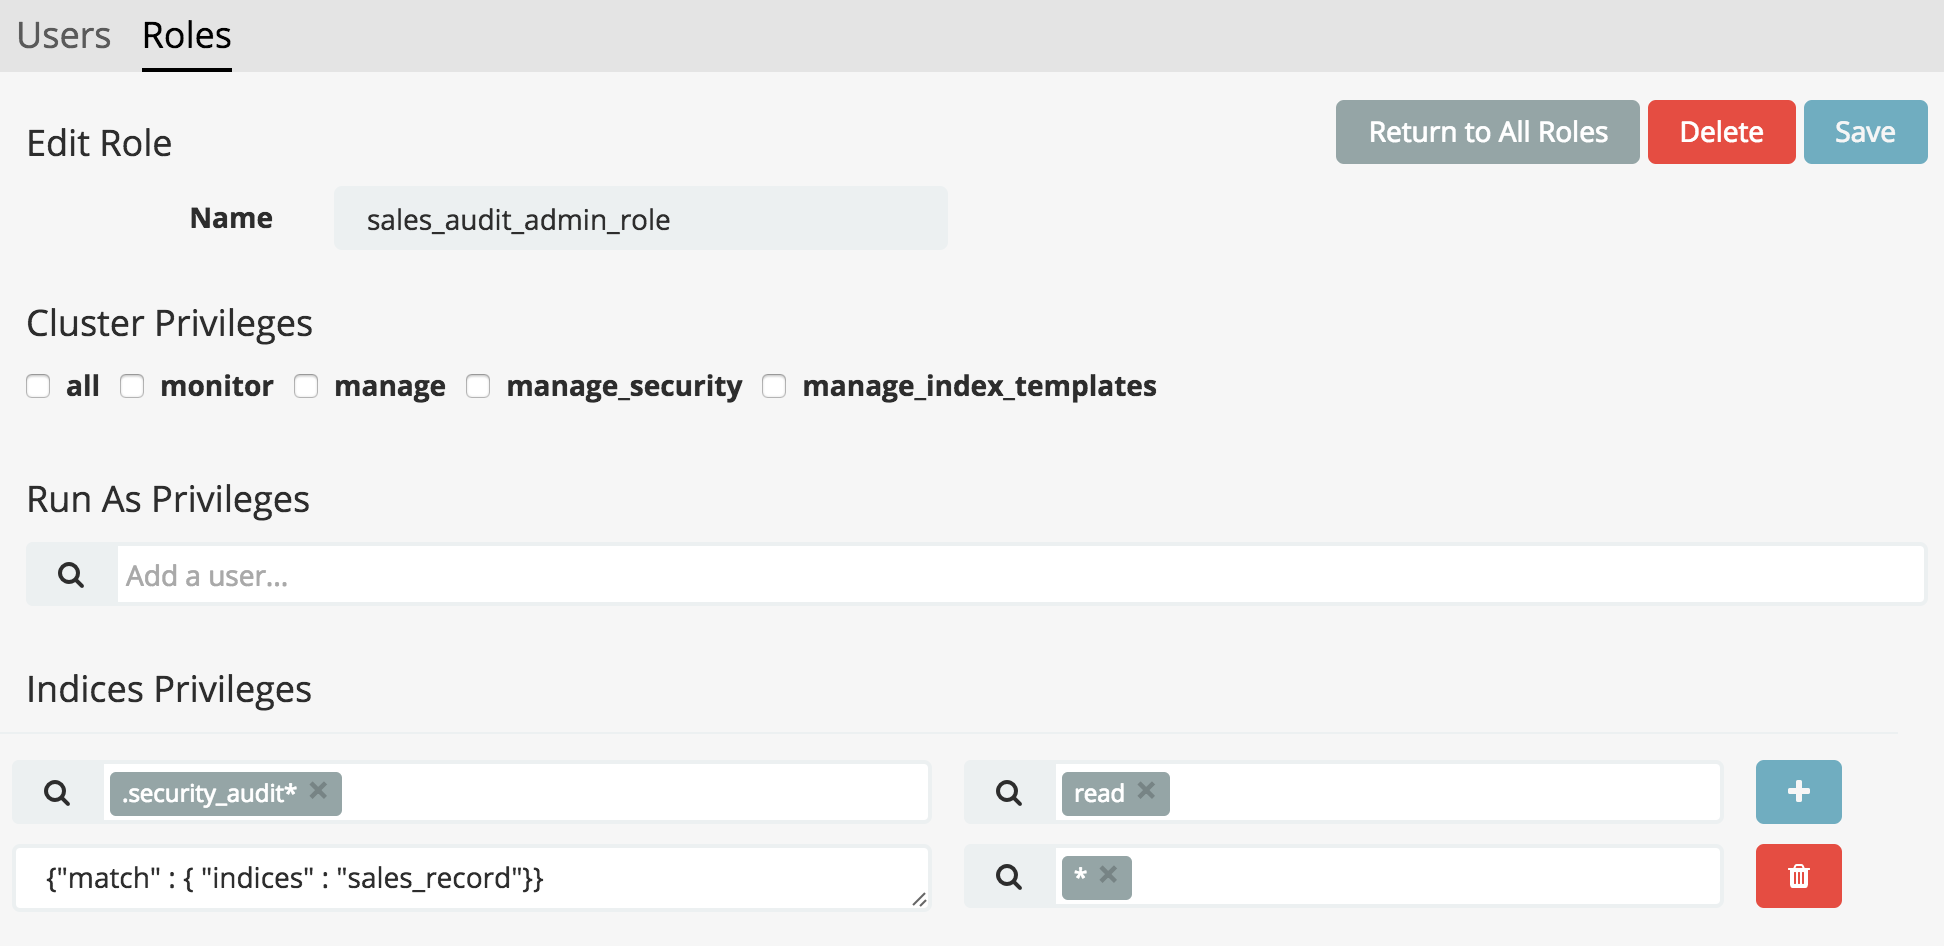 Users Roles
Edit Role
Return to All Roles Delete Save
Name sales_audit_admin_role
Cluster Privileges
all monitor manage manage_security manage_index_templates
Run As Privileges
Add a user...
Indices Privileges
.security_audit* read
{"match" : { "indices" : "sales_record"}} *